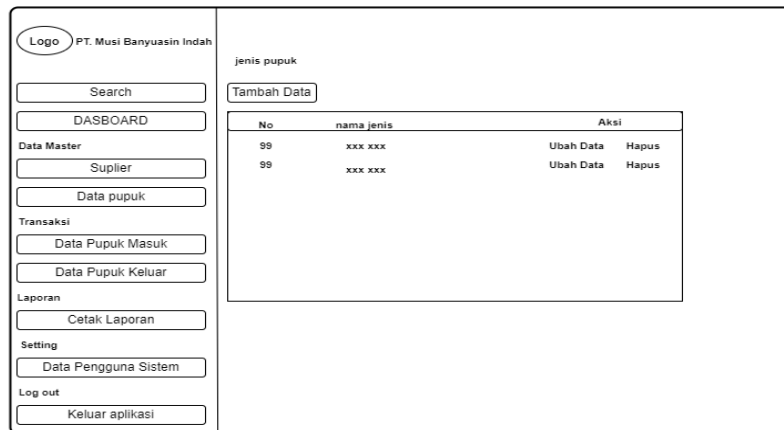 Logo PT. Musi Banyuasin Indah
Search
DASBOARD
Data Master
Suplier
Data pupuk
Transaksi
Data Pupuk Masuk
Data Pupuk Keluar
Laporan
Cetak Laporan
Setting
Data Pengguna Sistem
Log out
Keluar aplikasi
jenis pupuk
Tambah Data
No nama jenis Aksi
99 xxx xxx Ubah Data Hapus
99 xxx xxx Ubah Data Hapus